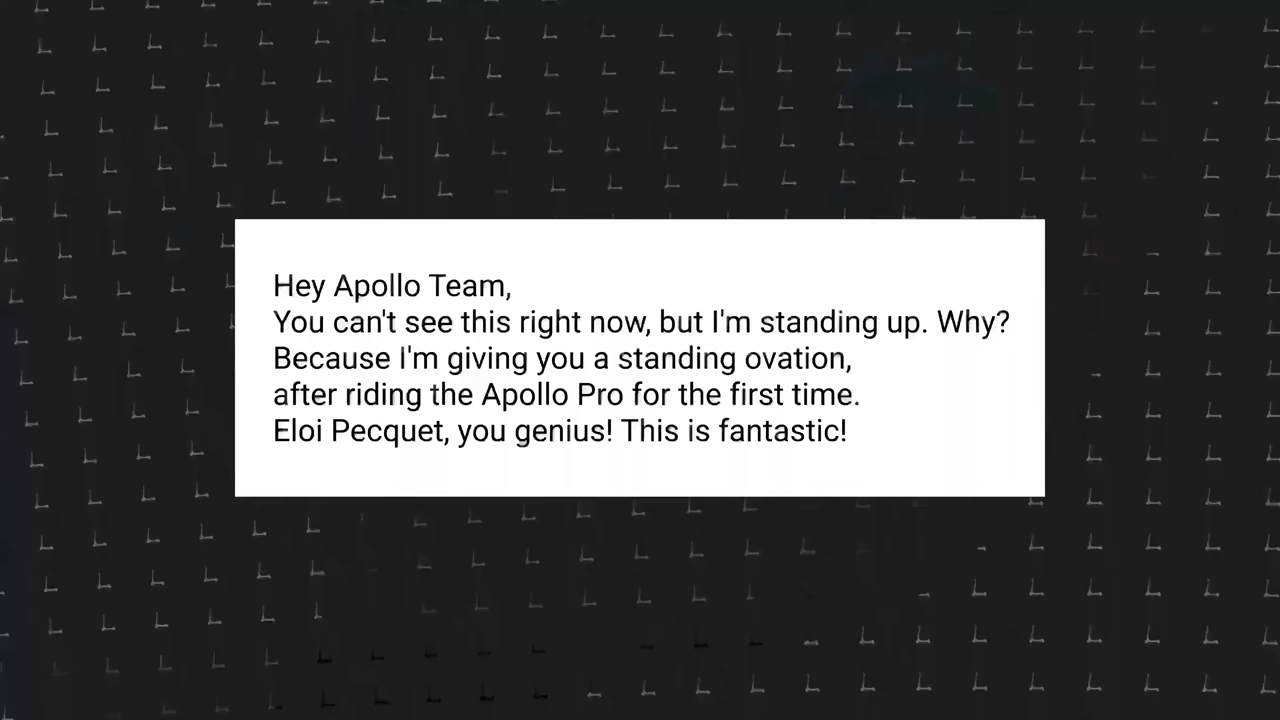 Hey Apollo Team,
You can't see this right now, but I'm standing up. Why?
Because I'm giving you a standing ovation,
after riding the Apollo Pro for the first time.
Eloi Pecquet, you genius! This is fantastic!